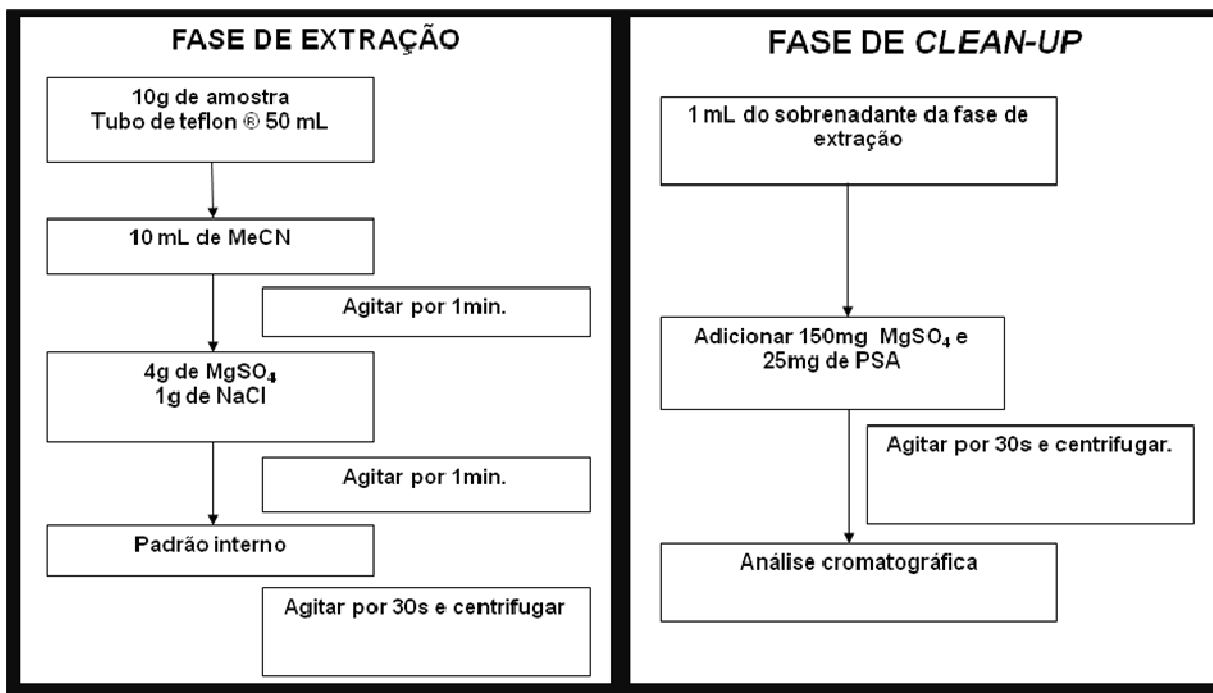 FASE DE EXTRAÇÃO
10g de amostra
Tubo de teflon ® 50 mL
10 mL de MeCN
Agitar por 1min.
4g de MgSO₄
1g de NaCl
Agitar por 1min.
Padrão interno
Agitar por 30s e centrifugar
FASE DE CLEAN-UP
1 mL do sobrenadante da fase de
extração
Adicionar 150mg MgSO₄ e
25mg de PSA
Agitar por 30s e centrifugar.
Análise cromatográfica